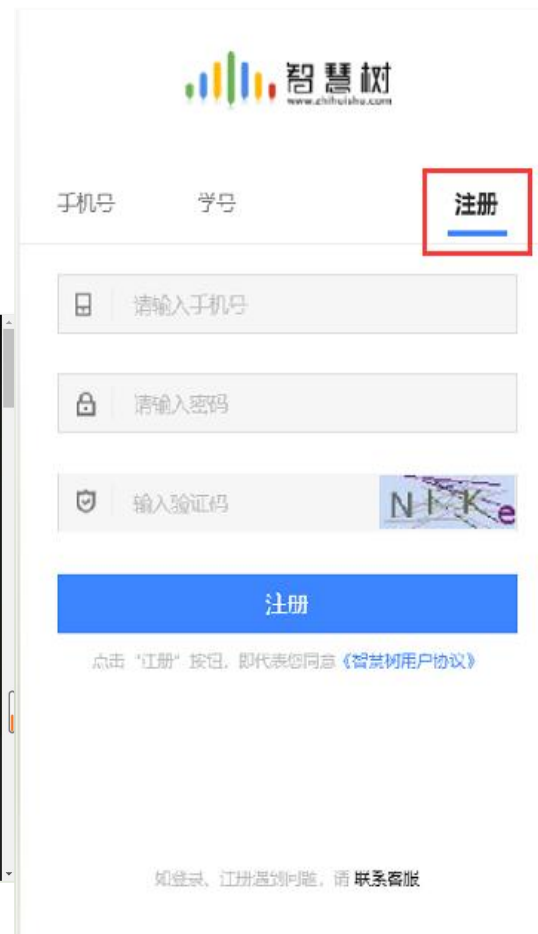 智慧树
www.zhihuishu.com
手机号 学号 注册
请输入手机号
请输入密码
输入验证码
注册
点击“注册”按钮，即代表您同意《智慧树用户协议》
如登录、注册遇到问题，请 联系客服